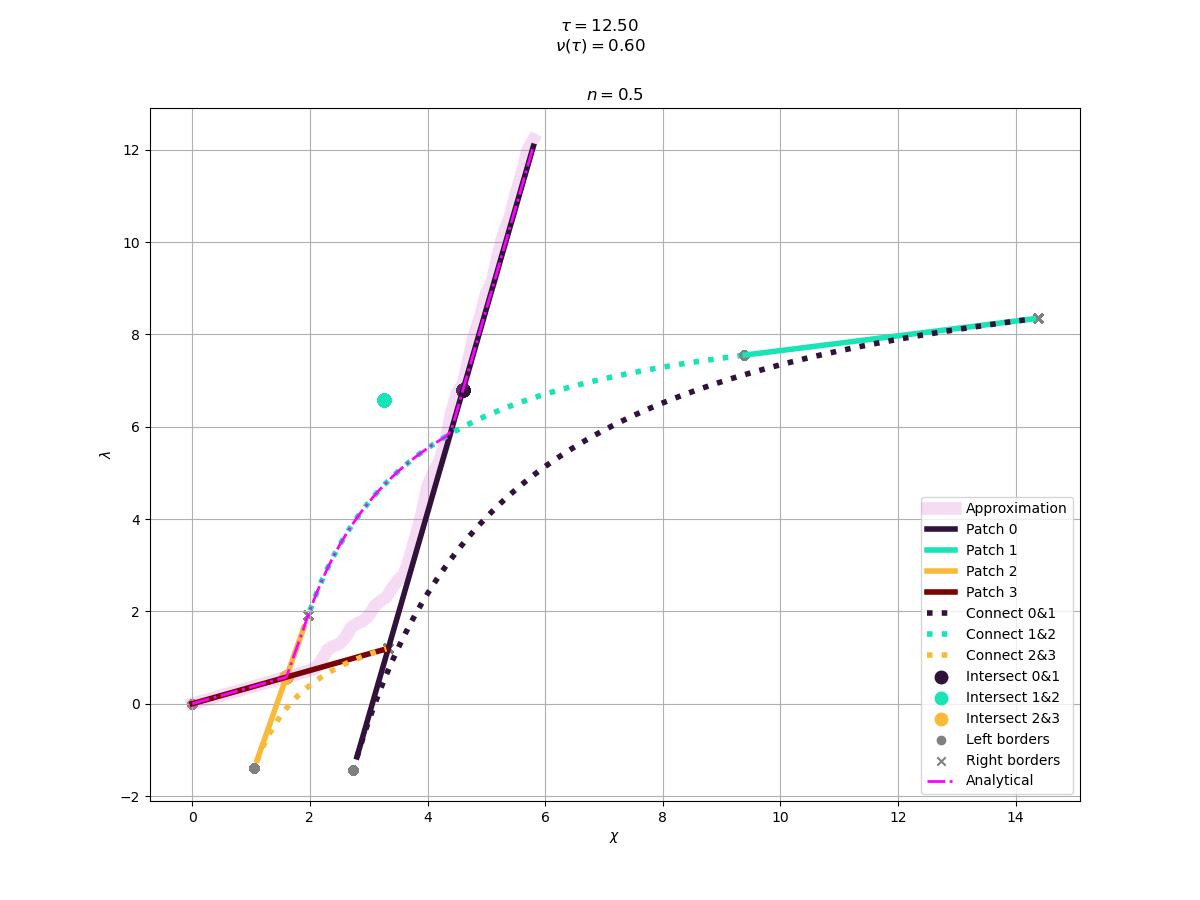 τ = 12.50
ν(τ) = 0.60
n = 0.5
λ
12
10
8
6
4
2
0
−2
0 2 4 6 8 10 12 14
χ
Approximation
Patch 0
Patch 1
Patch 2
Patch 3
Connect 0&1
Connect 1&2
Connect 2&3
Intersect 0&1
Intersect 1&2
Intersect 2&3
Left borders
Right borders
Analytical